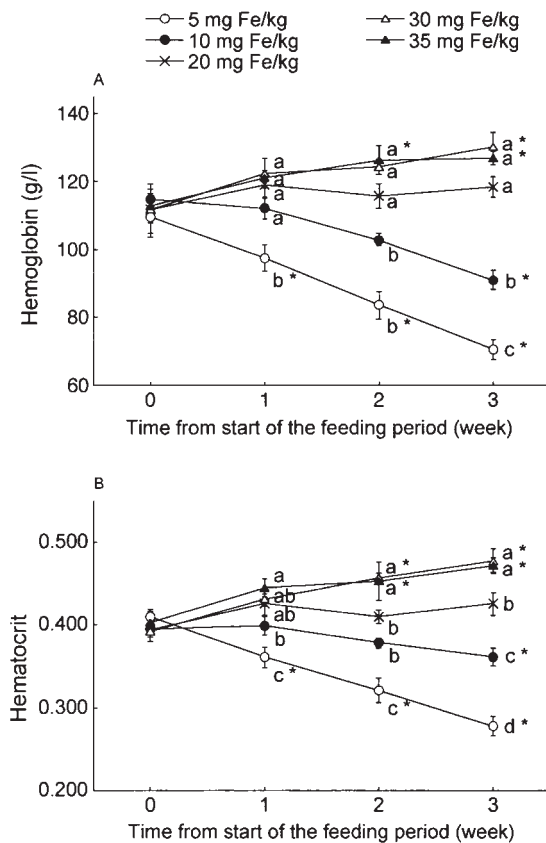 5 mg Fe/kg 30 mg Fe/kg
10 mg Fe/kg 35 mg Fe/kg
20 mg Fe/kg
A
140
120
100
80
60
Hemoglobin (g/l)
a
a
a
a
b *
a *
a
b
b *
a *
a *
a
b *
c *
0 1 2 3
Time from start of the feeding period (week)
B
0.500
0.400
0.300
0.200
Hematocrit
a
ab
ab
b
c *
a *
a *
b
b
c *
a *
a *
b
c *
d *
0 1 2 3
Time from start of the feeding period (week)